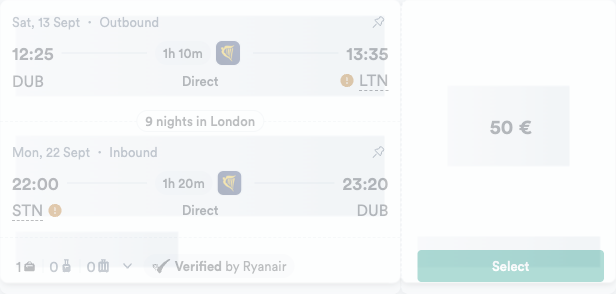 Sat, 13 Sept • Outbound
12:25 1h 10m 13:35
DUB Direct LTN
9 nights in London
Mon, 22 Sept • Inbound
22:00 1h 20m 23:20
STN Direct DUB
1 0 0 Verified by Ryanair
50 €
Select